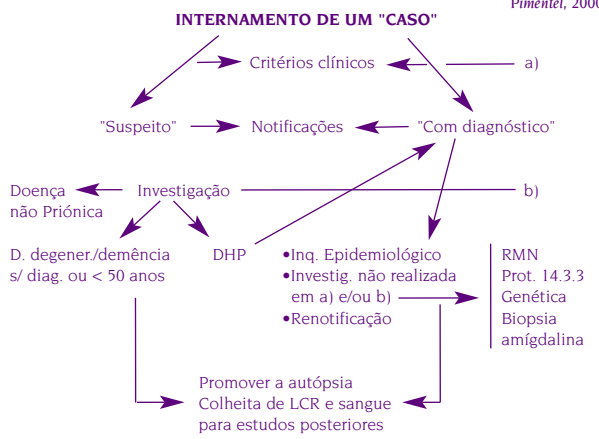 Pimentel, 2000
INTERNAMENTO DE UM "CASO"
Critérios clínicos
a)
"Suspeito"
Notificações
"Com diagnóstico"
Doença
não Priónica
Investigação
b)
D. degener./demência
s/ diag. ou < 50 anos
DHP
•Inq. Epidemiológico
•Investig. não realizada
em a) e/ou b)
•Renotificação
RMN
Prot. 14.3.3
Genética
Biopsia
amígdalina
Promover a autópsia
Colheita de LCR e sangue
para estudos posteriores